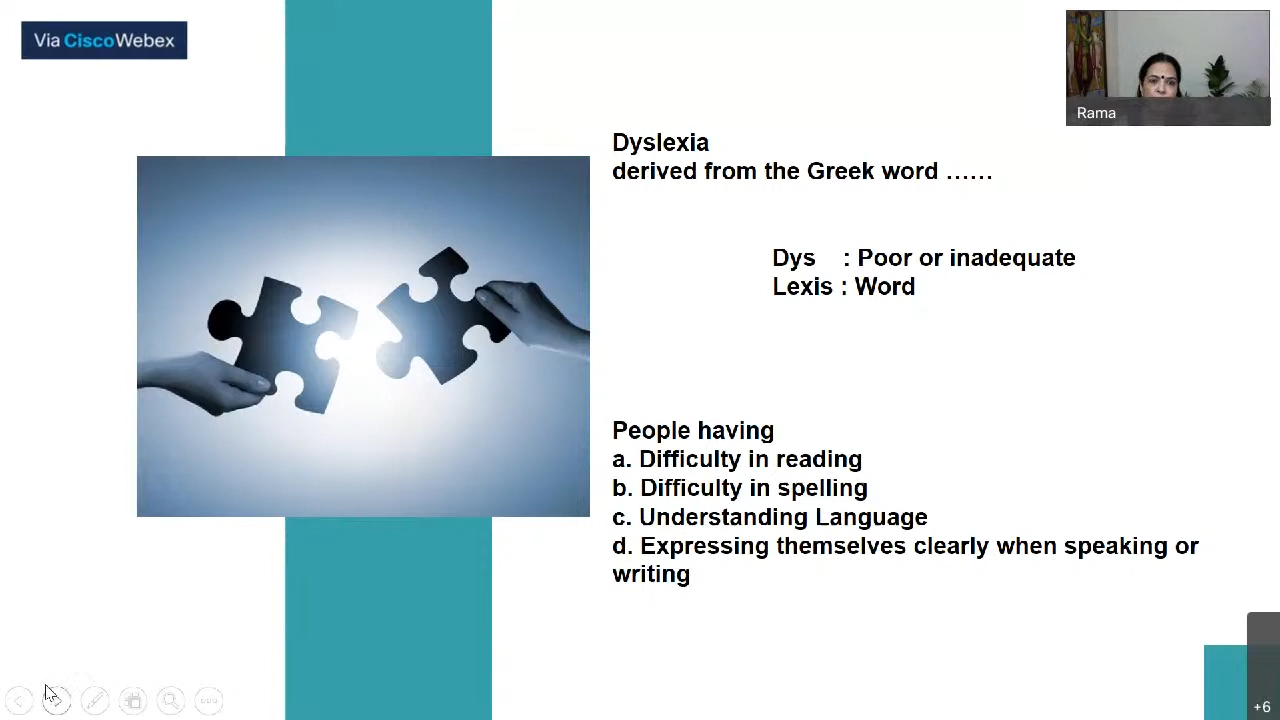 Via CiscoWebex
Rama
Dyslexia
derived from the Greek word ......
Dys : Poor or inadequate
Lexis : Word
People having
a. Difficulty in reading
b. Difficulty in spelling
c. Understanding Language
d. Expressing themselves clearly when speaking or
writing
+6